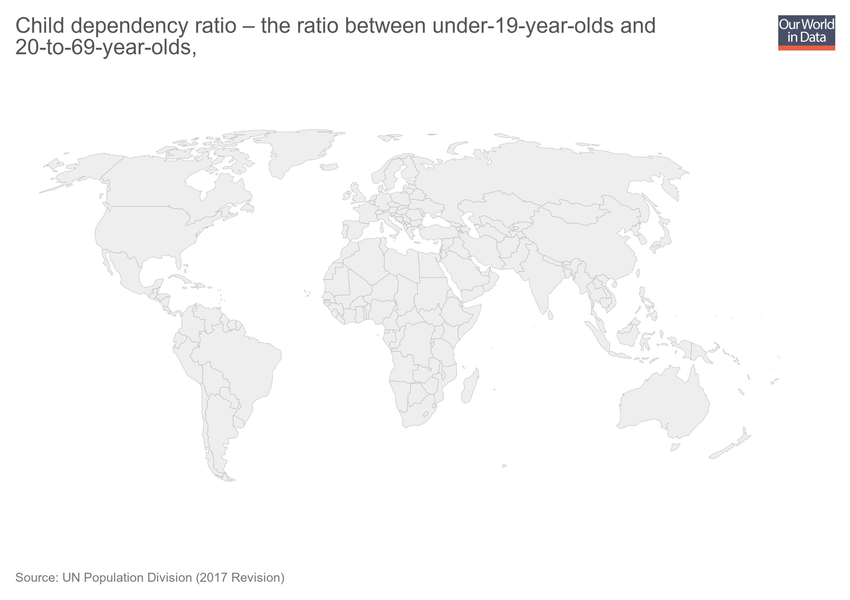 Child dependency ratio – the ratio between under-19-year-olds and
20-to-69-year-olds,
Our World
in Data
Source: UN Population Division (2017 Revision)